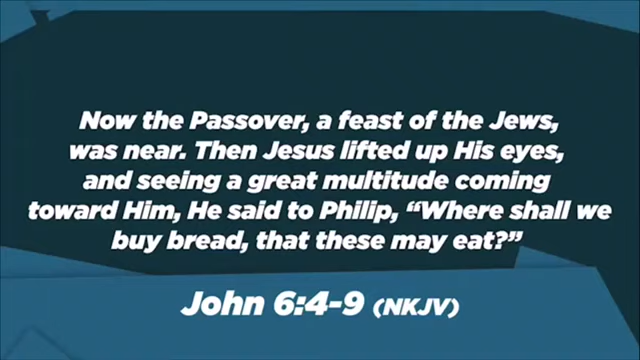 Now the Passover, a feast of the Jews,
was near. Then Jesus lifted up His eyes,
and seeing a great multitude coming
toward Him, He said to Philip, “Where shall we
buy bread, that these may eat?”
John 6:4-9 (NKJV)